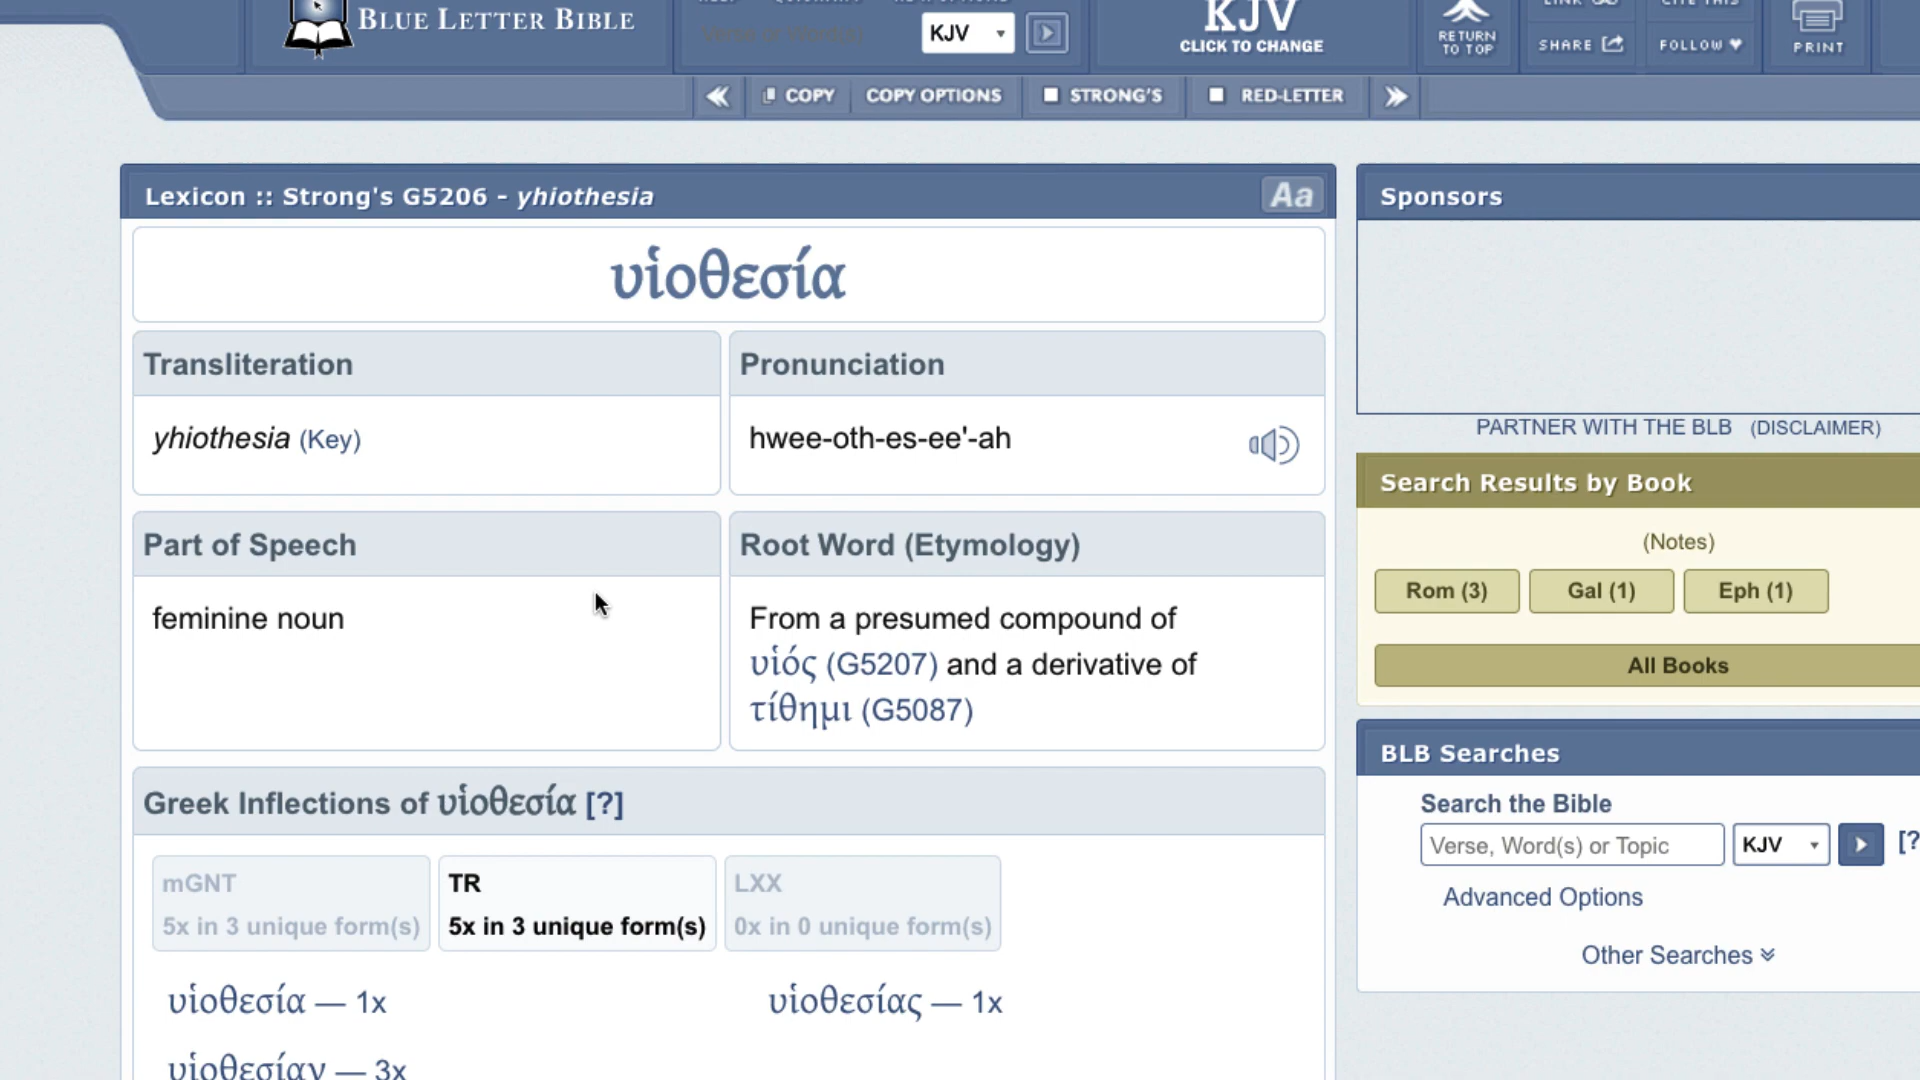 BLUE LETTER BIBLE
KJV
KJV
CLICK TO CHANGE
RETURN
TO TOP
LINK
CITE THIS
SHARE
FOLLOW
PRINT
COPY
COPY OPTIONS
STRONG'S
RED-LETTER
Lexicon :: Strong's G5206 - yhiothesia
Aa
υἱοθεσία
Transliteration
Pronunciation
yhiothesia (Key)
hwee-oth-es-ee'-ah
Part of Speech
Root Word (Etymology)
feminine noun
From a presumed compound of
υἱός (G5207) and a derivative of
τίθημι (G5087)
Greek Inflections of υἱοθεσία [?]
mGNT
5x in 3 unique form(s)
TR
5x in 3 unique form(s)
LXX
0x in 0 unique form(s)
υἱοθεσία — 1x
υἱοθεσίας — 1x
υἱοθεσίαν — 3x
Sponsors
PARTNER WITH THE BLB (DISCLAIMER)
Search Results by Book
(Notes)
Rom (3)
Gal (1)
Eph (1)
All Books
BLB Searches
Search the Bible
Verse, Word(s) or Topic
KJV
[?
Advanced Options
Other Searches